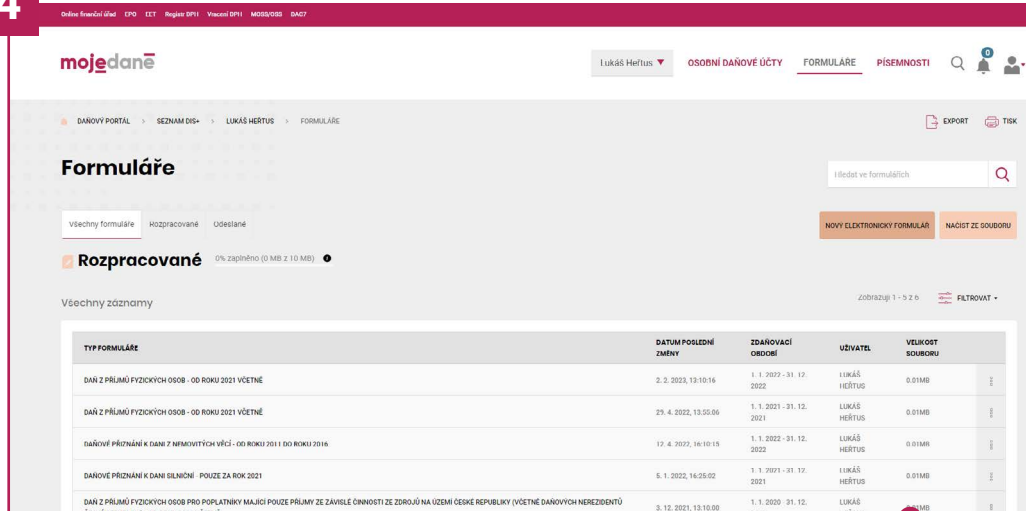 4
Online finanční úřad EPO EET Registr DPH Vracení DPH MOSS/OSS DAC7
mojedaně
Lukáš Heřtus OSOBNÍ DAŇOVÉ ÚČTY FORMULÁŘE PÍSEMNOSTI 0
DAŇOVÝ PORTÁL > SEZNAM DIS+ > LUKÁŠ HEŘTUS > FORMULÁŘE
EXPORT TISK
Formuláře
Hledat ve formulářích
Všechny formuláře Rozpracované Odeslané
NOVÝ ELEKTRONICKÝ FORMULÁŘ NAČÍST ZE SOUBORU
Rozpracované 0% zaplněno (0 MB z 10 MB)
Všechny záznamy
Zobrazuji 1 - 5 z 6 FILTROVAT
TYP FORMULÁŘE DATUM POSLEDNÍ ZMĚNY ZDAŇOVACÍ OBDOBÍ UŽIVATEL VELIKOST SOUBORU
DAŇ Z PŘÍJMŮ FYZICKÝCH OSOB - OD ROKU 2021 VČETNĚ 2. 2. 2023, 13:10:16 1. 1. 2022 - 31. 12. 2022 LUKÁŠ HEŘTUS 0.01MB
DAŇ Z PŘÍJMŮ FYZICKÝCH OSOB - OD ROKU 2021 VČETNĚ 29. 4. 2022, 13:55:06 1. 1. 2021 - 31. 12. 2021 LUKÁŠ HEŘTUS 0.01MB
DAŇOVÉ PŘIZNÁNÍ K DANI Z NEMOVITÝCH VĚCÍ - OD ROKU 2011 DO ROKU 2016 12. 4. 2022, 16:10:15 1. 1. 2022 - 31. 12. 2022 LUKÁŠ HEŘTUS 0.01MB
DAŇOVÉ PŘIZNÁNÍ K DANI SILNIČNÍ - POUZE ZA ROK 2021 5. 1. 2022, 16:25:02 1. 1. 2021 - 31. 12. 2021 LUKÁŠ HEŘTUS 0.01MB
DAŇ Z PŘÍJMŮ FYZICKÝCH OSOB PRO POPLATNÍKY MAJÍCÍ POUZE PŘÍJMY ZE ZÁVISLÉ ČINNOSTI ZE ZDROJŮ NA ÚZEMÍ ČESKÉ REPUBLIKY (VČETNĚ DAŇOVÝCH NEREZIDENTŮ 3. 12. 2021, 13:10:00 1. 1. 2020 31. 12. LUKÁŠ